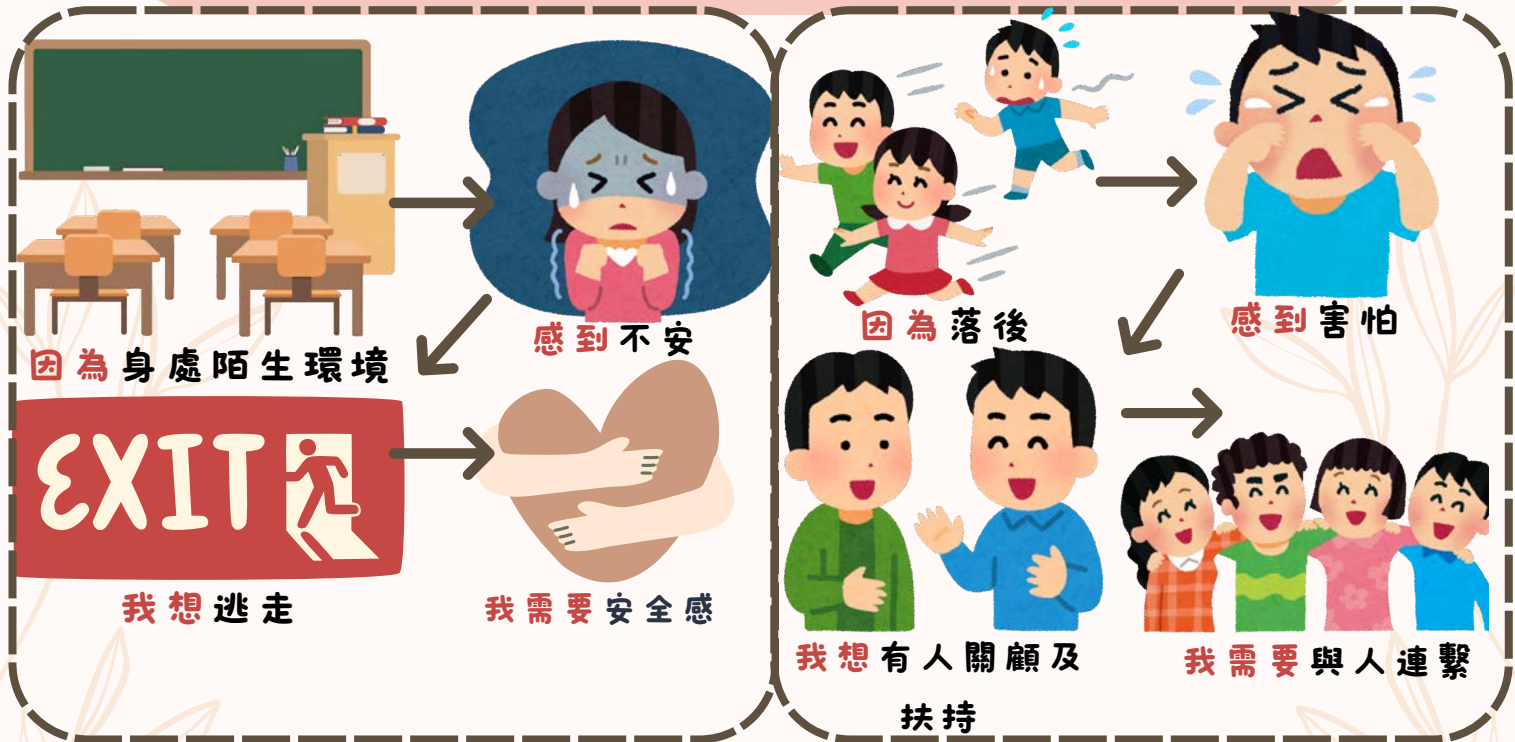 因為身處陌生環境
感到不安
EXIT
我想逃走
我需要安全感
因為落後
感到害怕
我想有人關顧及
扶持
我需要與人連繫